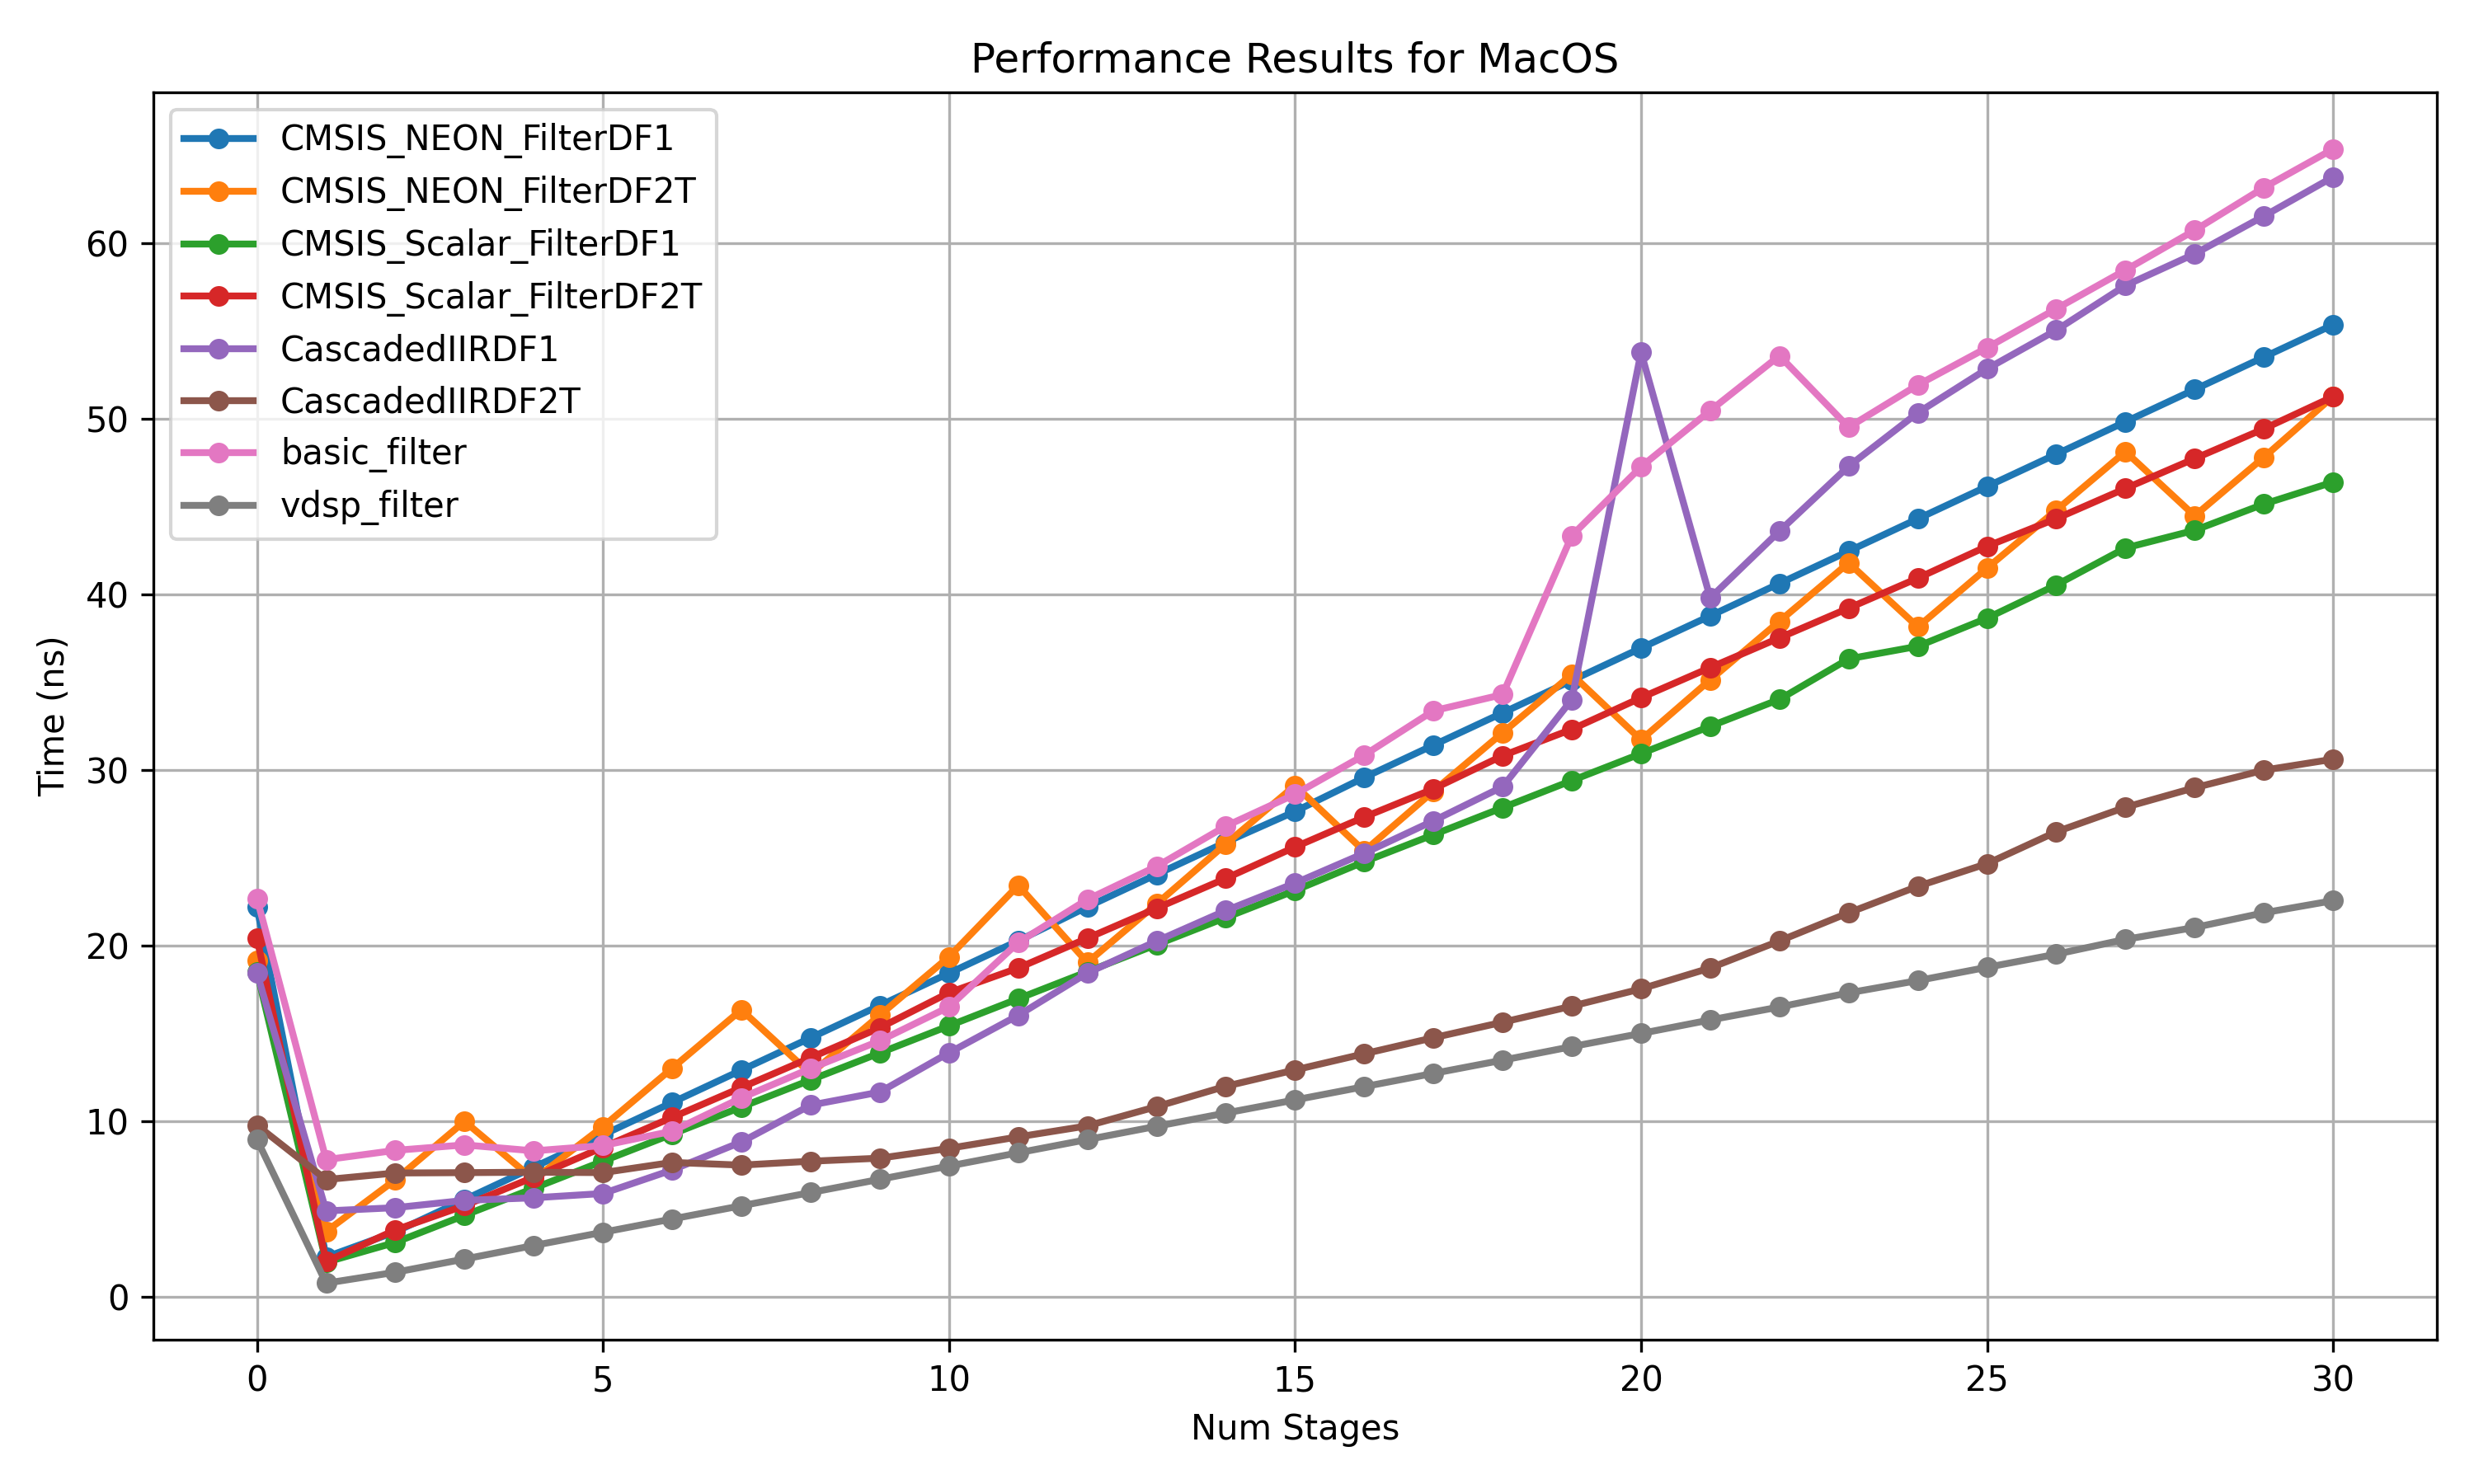 Performance Results for MacOS
CMSIS_NEON_FilterDF1
CMSIS_NEON_FilterDF2T
CMSIS_Scalar_FilterDF1
CMSIS_Scalar_FilterDF2T
CascadedIIRDF1
CascadedIIRDF2T
basic_filter
vdsp_filter
Time (ns)
60
50
40
30
20
10
0
0 5 10 15 20 25 30
Num Stages